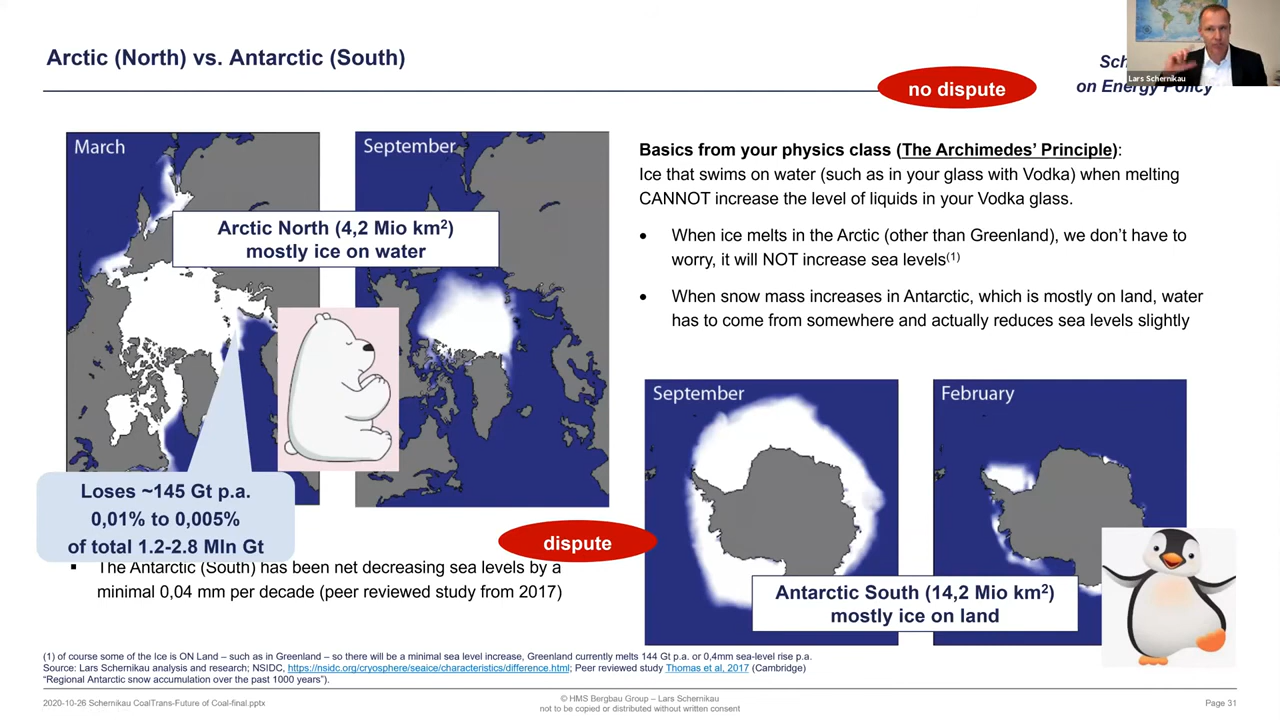 Arctic (North) vs. Antarctic (South)
Lars Schernikau
no dispute
on Energy Policy
March
September
Arctic North (4,2 Mio km2)
mostly ice on water
Loses ~145 Gt p.a.
0,01% to 0,005%
of total 1.2-2.8 Mln Gt
Basics from your physics class (The Archimedes' Principle):
Ice that swims on water (such as in your glass with Vodka) when melting
CANNOT increase the level of liquids in your Vodka glass.
• When ice melts in the Arctic (other than Greenland), we don't have to
worry, it will NOT increase sea levels(1)
• When snow mass increases in Antarctic, which is mostly on land, water
has to come from somewhere and actually reduces sea levels slightly
dispute
▪ The Antarctic (South) has been net decreasing sea levels by a
minimal 0,04 mm per decade (peer reviewed study from 2017)
September
February
Antarctic South (14,2 Mio km2)
mostly ice on land
(1) of course some of the Ice is ON Land – such as in Greenland – so there will be a minimal sea level increase, Greenland currently melts 144 Gt p.a. or 0,4mm sea-level rise p.a.
Source: Lars Schernikau analysis and research; NSIDC, https://nsidc.org/cryosphere/seaice/characteristics/difference.html; Peer reviewed study Thomas et al, 2017 (Cambridge)
“Regional Antarctic snow accumulation over the past 1000 years”).
2020-10-26 Schernikau CoalTrans-Future of Coal-final.pptx
© HMS Bergbau Group – Lars Schernikau
not to be copied or distributed without written consent
Page 31